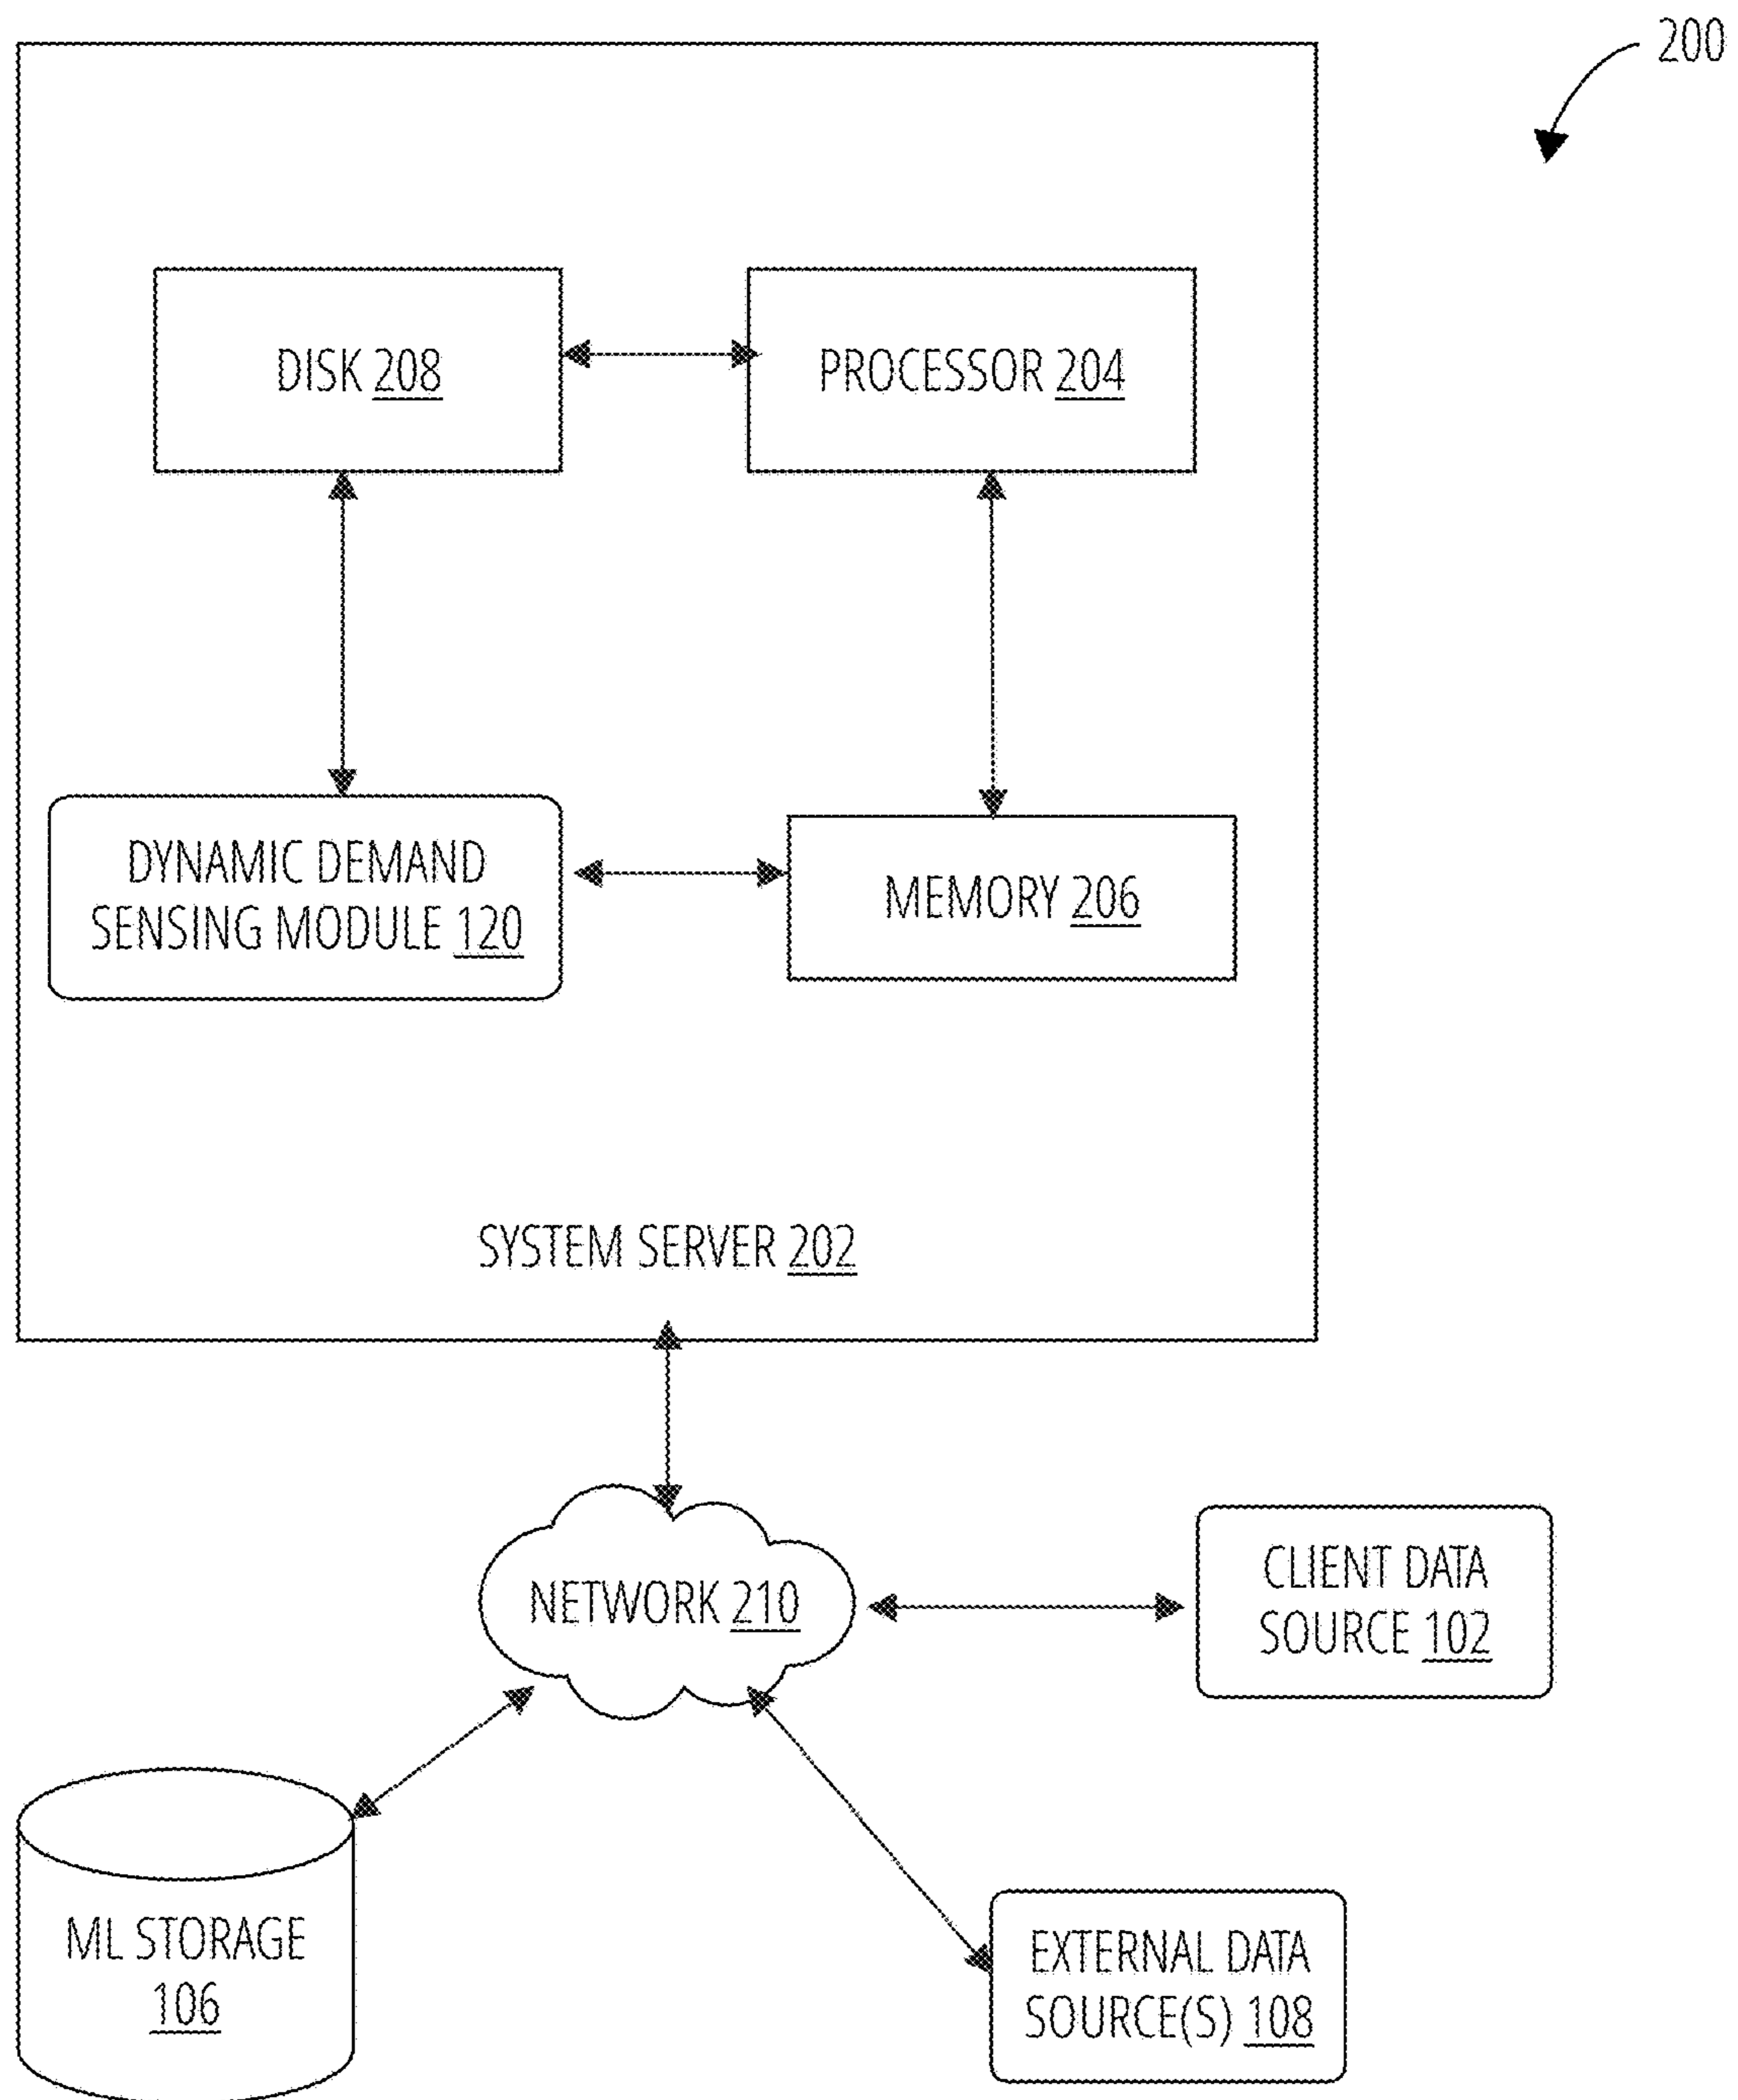 200
DISK 208
PROCESSOR 204
DYNAMIC DEMAND
SENSING MODULE 120
MEMORY 206
SYSTEM SERVER 202
NETWORK 210
CLIENT DATA
SOURCE 102
ML STORAGE
106
EXTERNAL DATA
SOURCE(S) 108